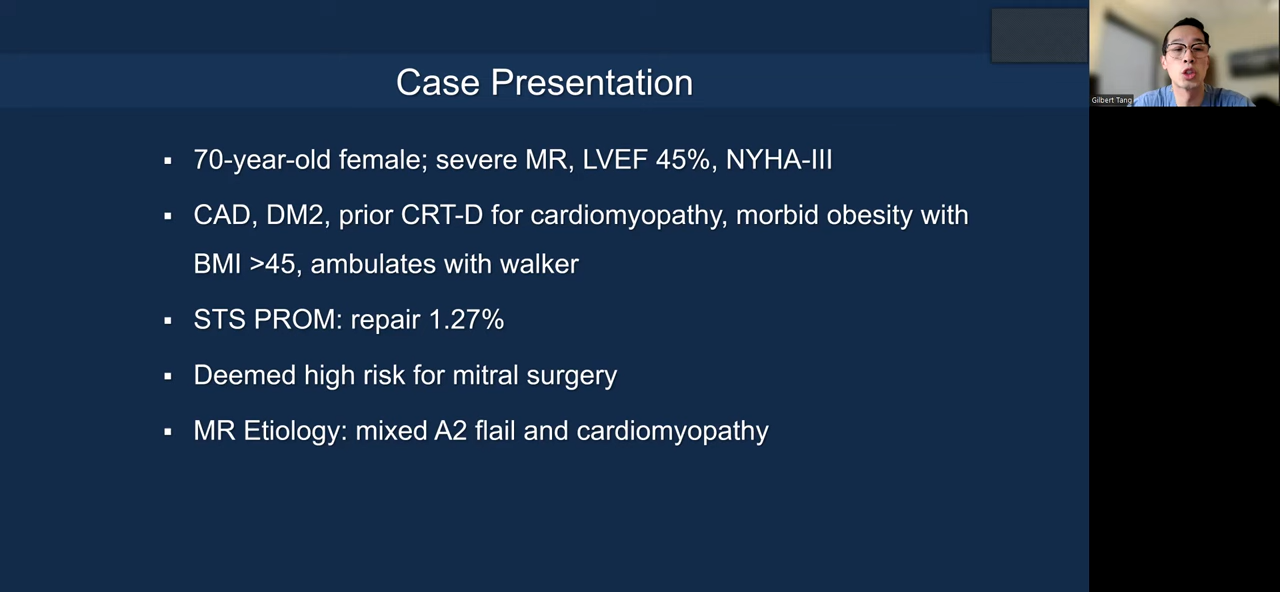 Case Presentation
▪ 70-year-old female; severe MR, LVEF 45%, NYHA-III
▪ CAD, DM2, prior CRT-D for cardiomyopathy, morbid obesity with
BMI >45, ambulates with walker
▪ STS PROM: repair 1.27%
▪ Deemed high risk for mitral surgery
▪ MR Etiology: mixed A2 flail and cardiomyopathy
Gilbert Tang